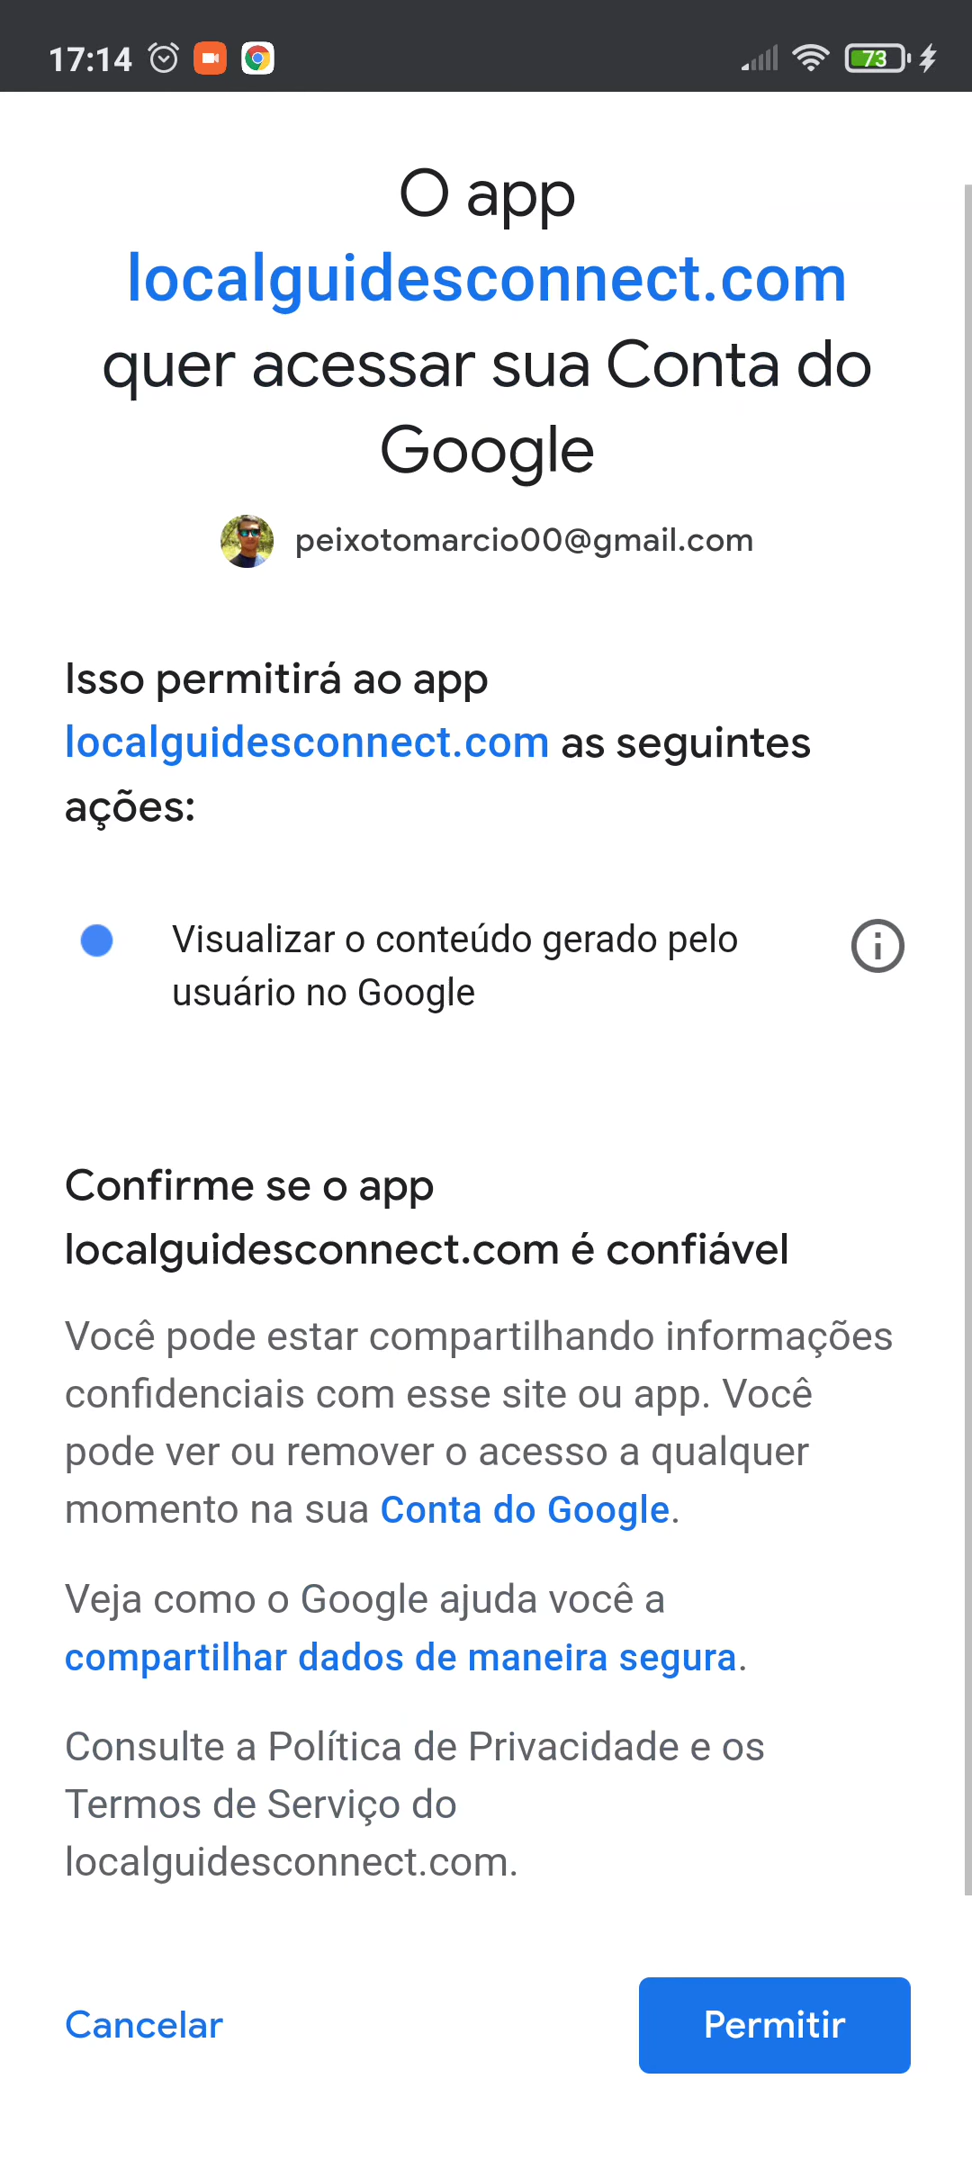 17:14
73
O app
localguidesconnect.com
quer acessar sua Conta do
Google
peixotomarcio00@gmail.com
Isso permitirá ao app
localguidesconnect.com as seguintes
ações:
Visualizar o conteúdo gerado pelo
usuário no Google
Confirme se o app
localguidesconnect.com é confiável
Você pode estar compartilhando informações
confidenciais com esse site ou app. Você
pode ver ou remover o acesso a qualquer
momento na sua Conta do Google.
Veja como o Google ajuda você a
compartilhar dados de maneira segura.
Consulte a Política de Privacidade e os
Termos de Serviço do
localguidesconnect.com.
Cancelar
Permitir